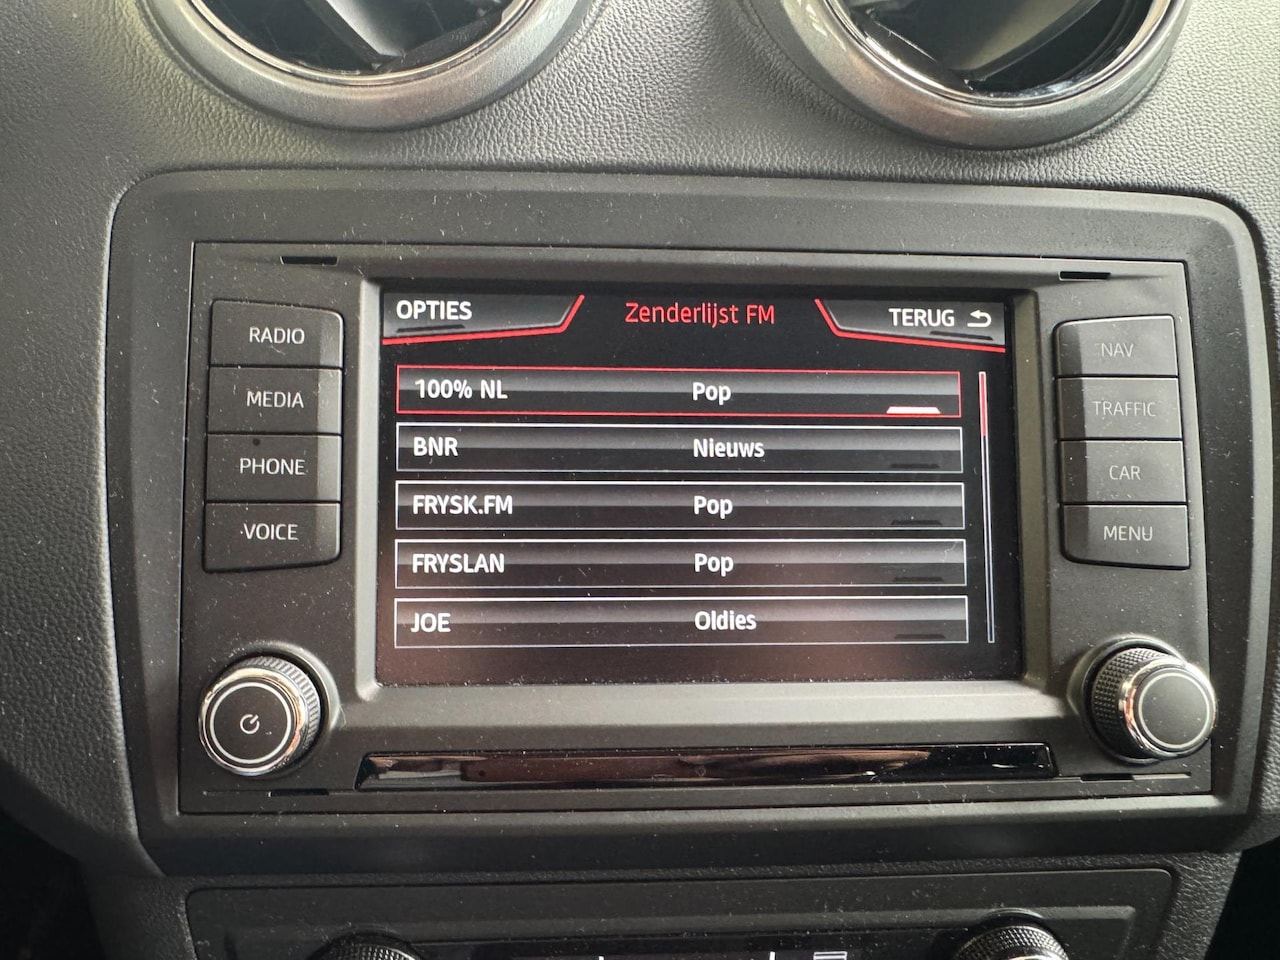 OPTIES Zenderlijst FM TERUG
RADIO
MEDIA
PHONE
VOICE
100% NL Pop
BNR Nieuws
FRYSK.FM Pop
FRYSLAN Pop
JOE Oldies
NAV
TRAFFIC
CAR
MENU